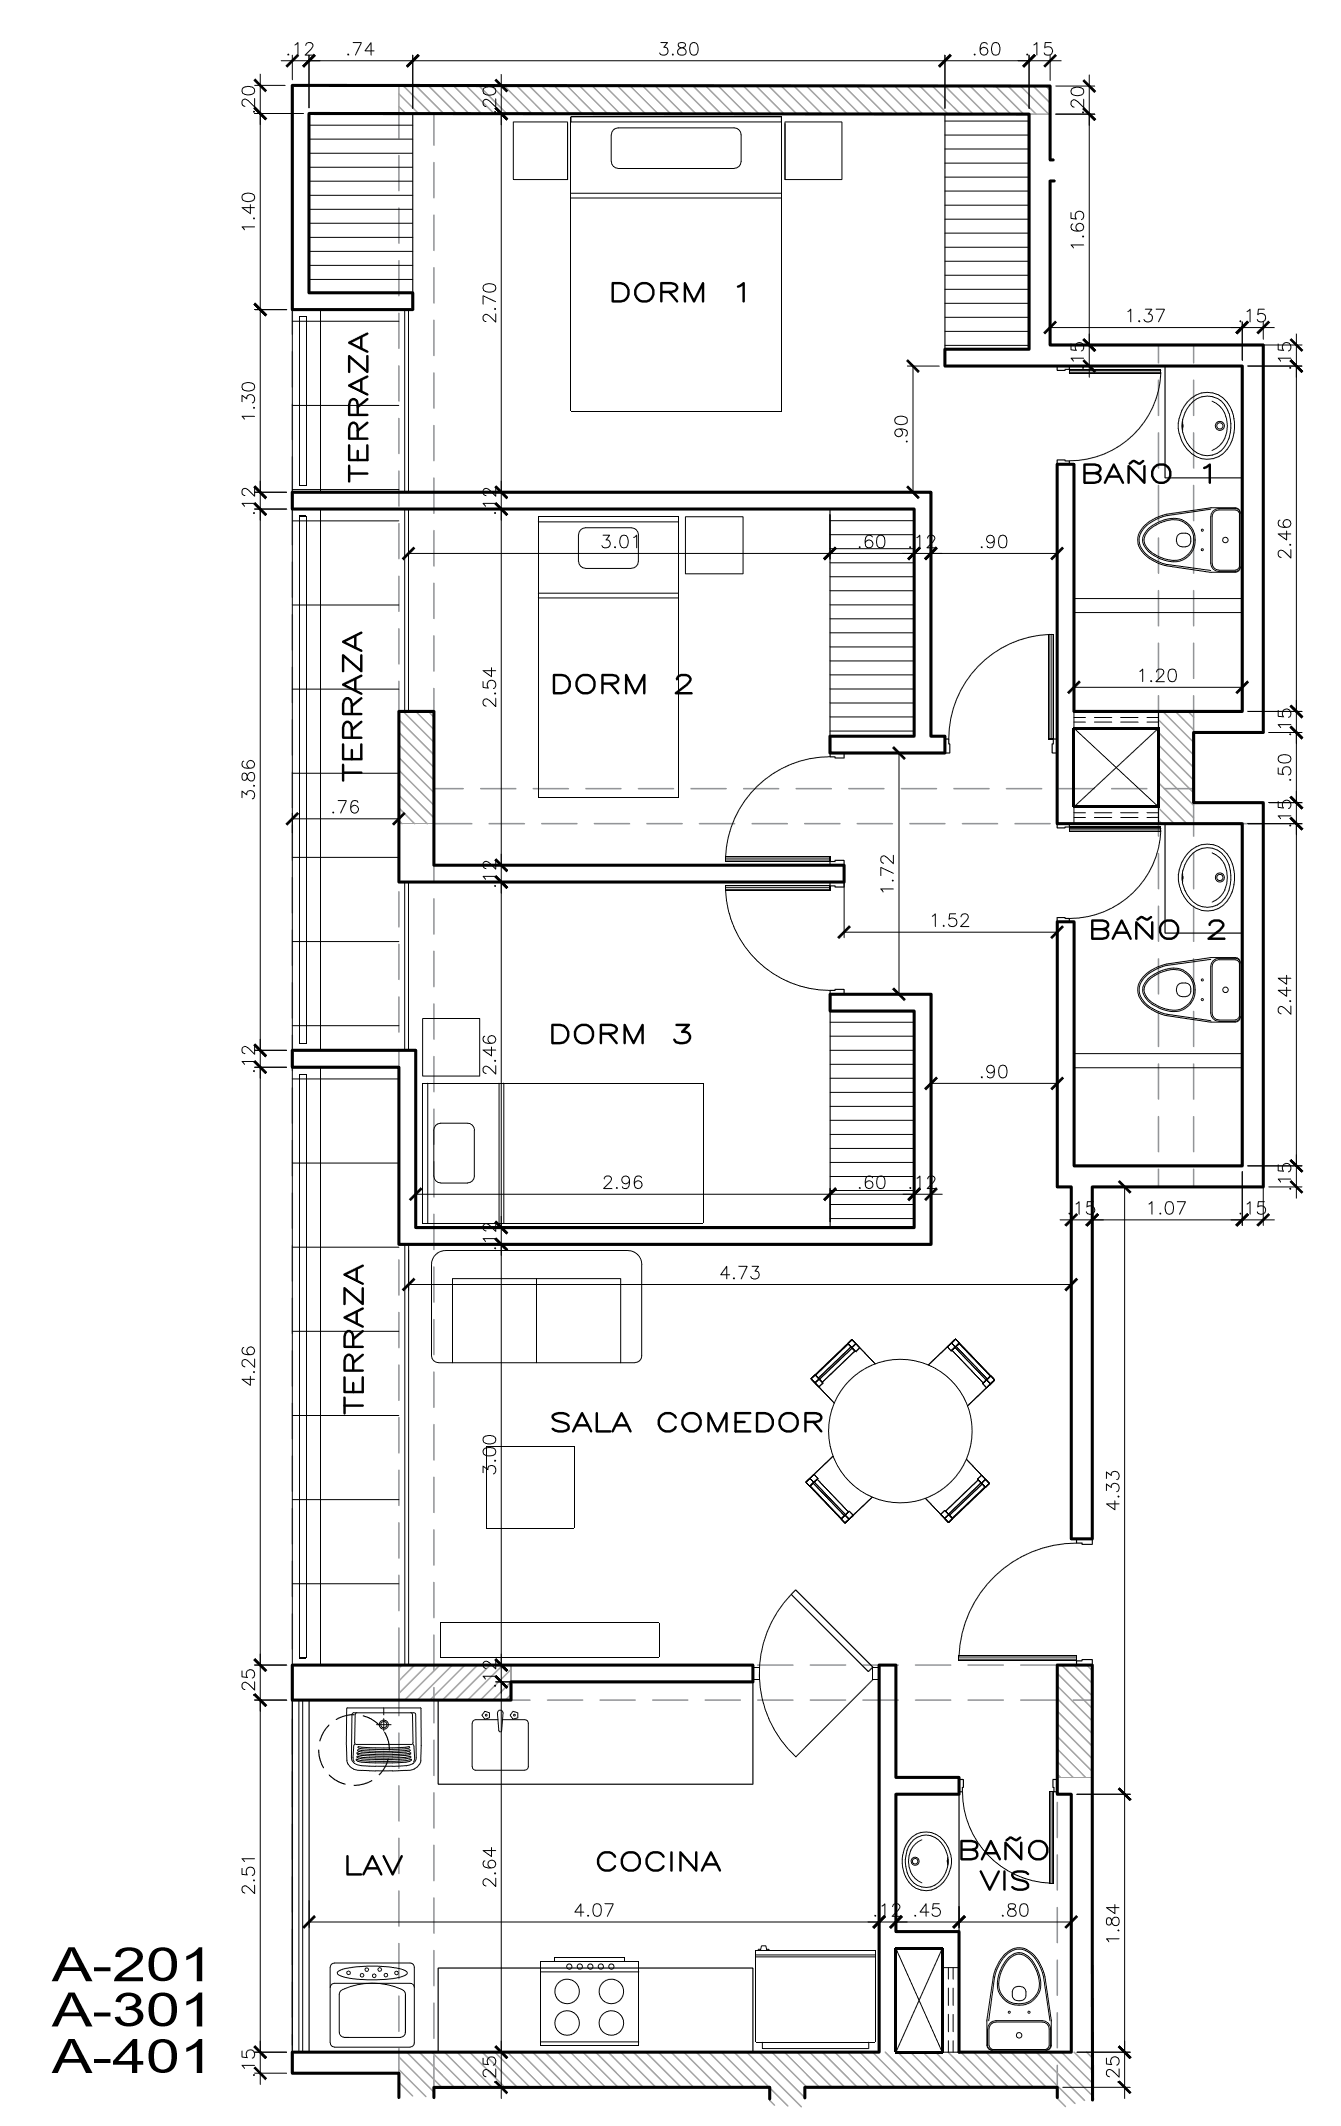 .12 .74 3.80 .60 .15
.20 .20 .20
1.40
1.65
2.70
DORM 1
1.37 .15
.15 .15
TERRAZA
1.30
.90
BAÑO 1
.12 .12
3.01 .60 .12 .90
2.46
TERRAZA
2.54
DORM 2
1.20
.15
.50
3.86
.76
.15
.12
1.72
1.52
BAÑO 2
2.44
DORM 3
.12
2.46
.90
2.96 .60 .12
.15
.15 1.07 .15
.12
4.73
TERRAZA
4.26
SALA COMEDOR
3.00
4.33
.25 .12
LAV
COCINA
BAÑO
VIS
2.51
2.64
4.07 .12 .45 .80
1.84
A-201
A-301
A-401
.15 .25 .25